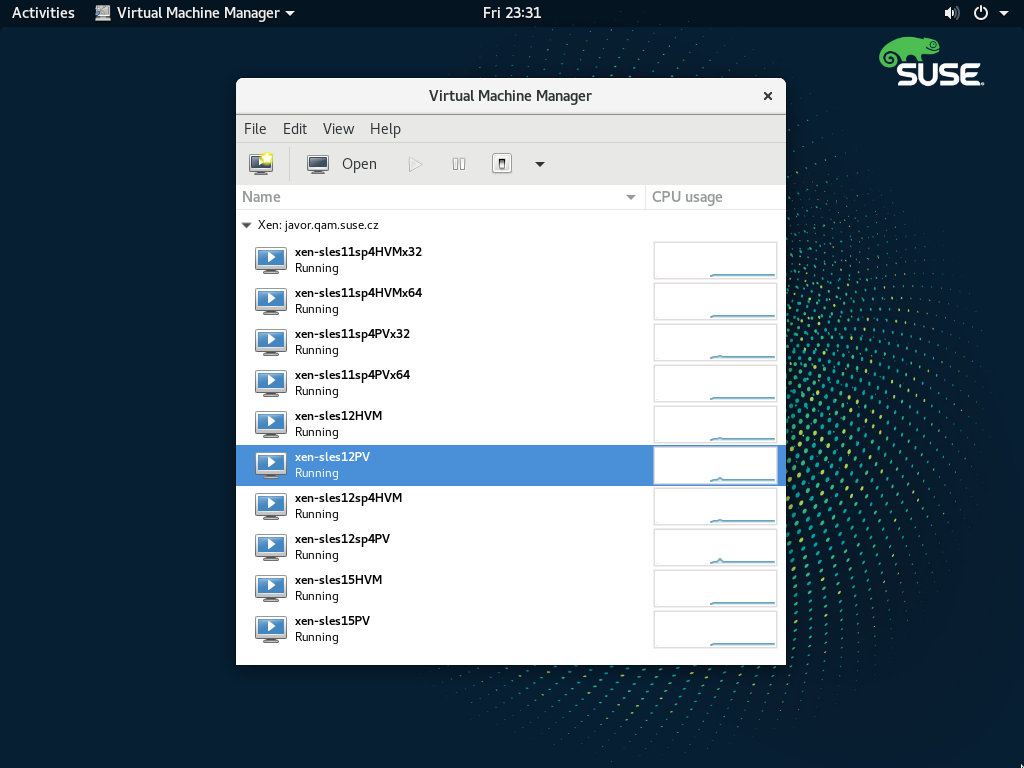 Activities Virtual Machine Manager Fri 23:31
SUSE
Virtual Machine Manager
File Edit View Help
Open
Name CPU usage
Xen: javor.qam.suse.cz
xen-sles11sp4HVMx32
Running
xen-sles11sp4HVMx64
Running
xen-sles11sp4PVx32
Running
xen-sles11sp4PVx64
Running
xen-sles12HVM
Running
xen-sles12PV
Running
xen-sles12sp4HVM
Running
xen-sles12sp4PV
Running
xen-sles15HVM
Running
xen-sles15PV
Running